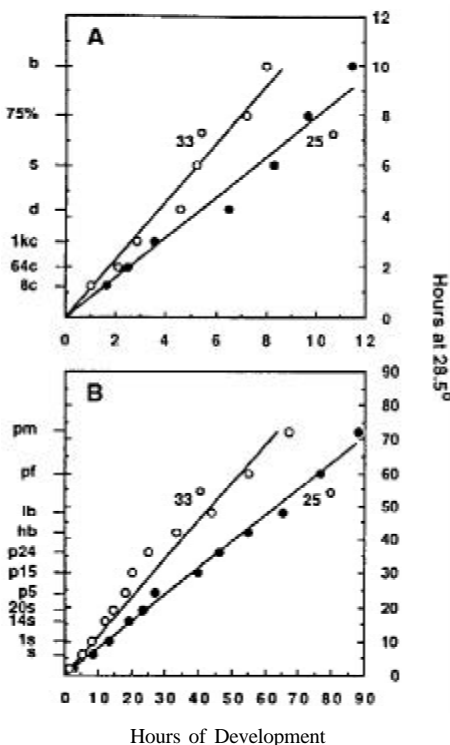 A
b
75%
s
d
1kc
64c
8c
33
25
12
10
8
6
4
2
0
0 2 4 6 8 10 12
Hours at 28.5⁰
B
pm
pf
lb
hb
p24
p15
p5
20s
14s
1s
s
33
25
90
80
70
60
50
40
30
20
10
0
0 10 20 30 40 50 60 70 80 90
Hours of Development